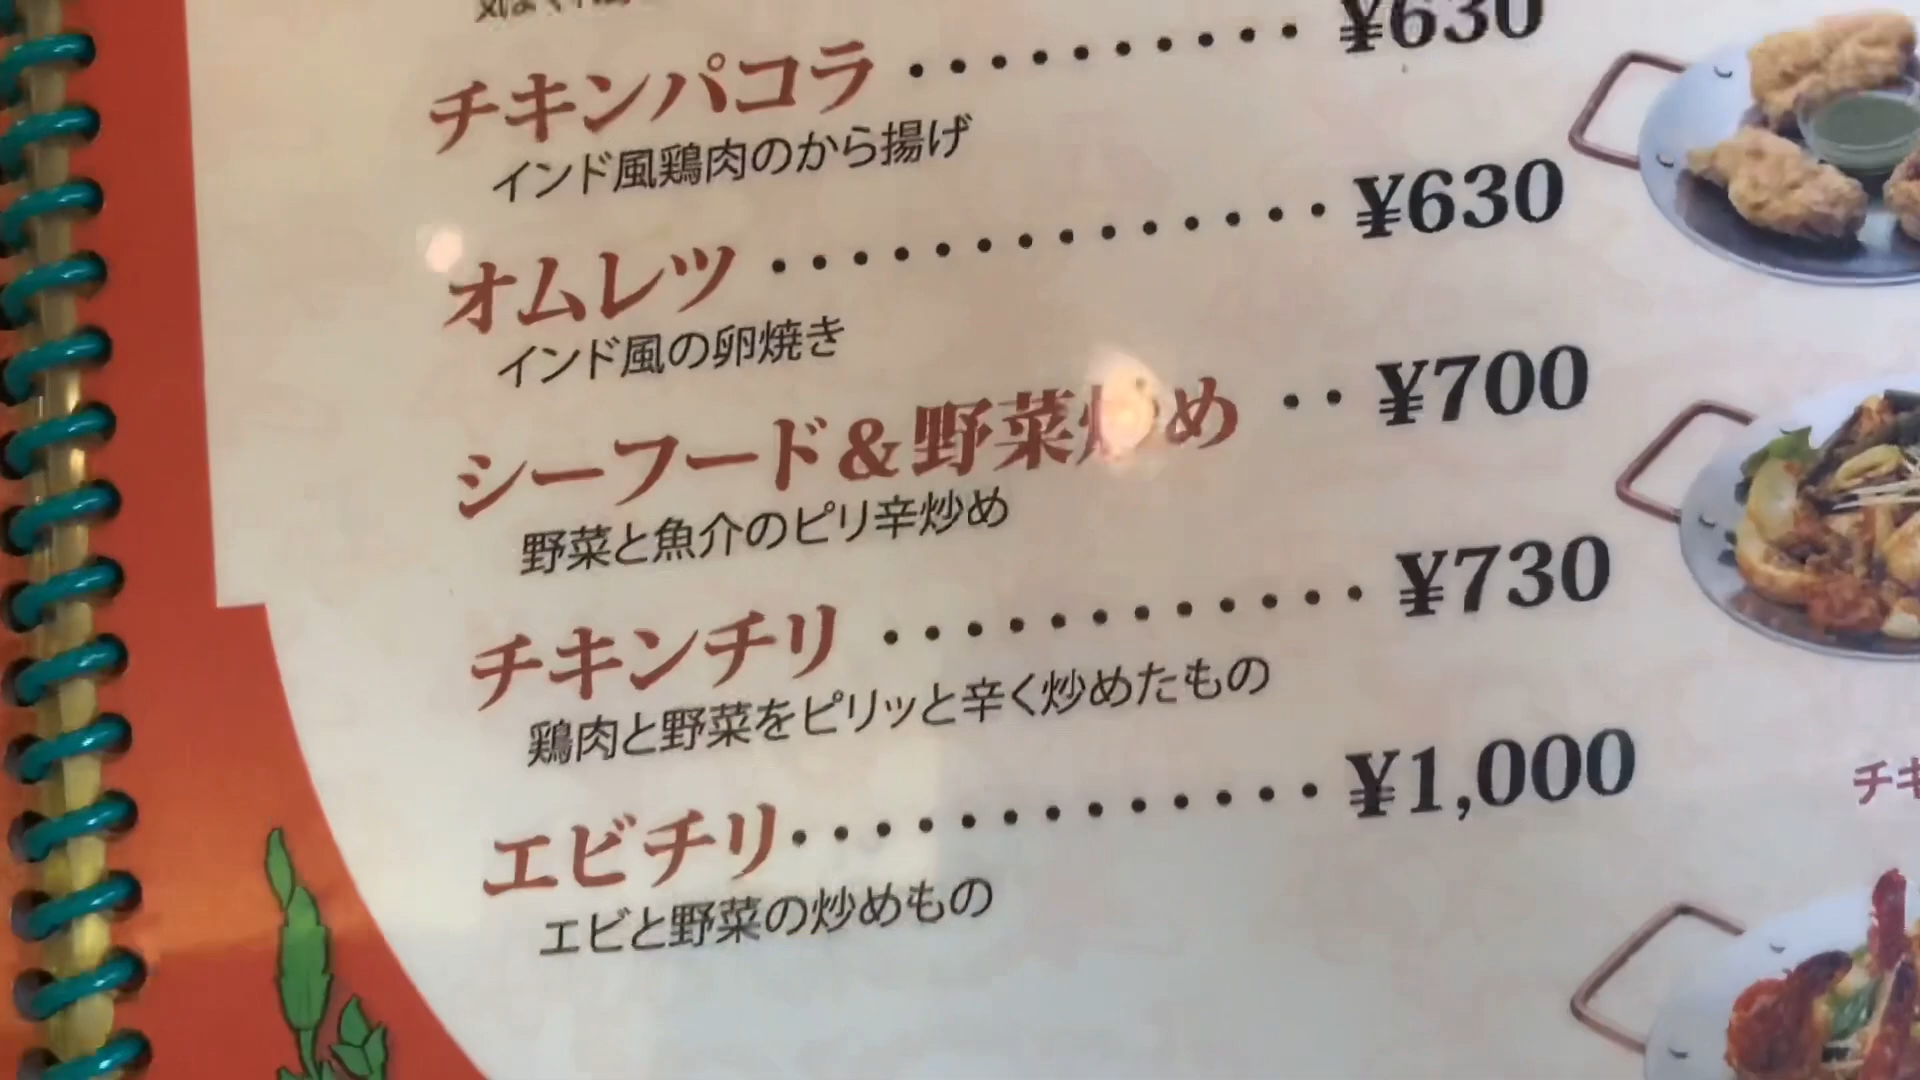 チキンパコラ・・・・・・・・・・¥630
インド風鶏肉のから揚げ
オムレツ・・・・・・・・・・・・・・¥630
インド風の卵焼き
シーフード&野菜炒め・・¥700
野菜と魚介のピリ辛炒め
チキンチリ・・・・・・・・・・・・¥730
鶏肉と野菜をピリッと辛く炒めたもの
エビチリ・・・・・・・・・・・・・¥1,000
エビと野菜の炒めもの
チキ